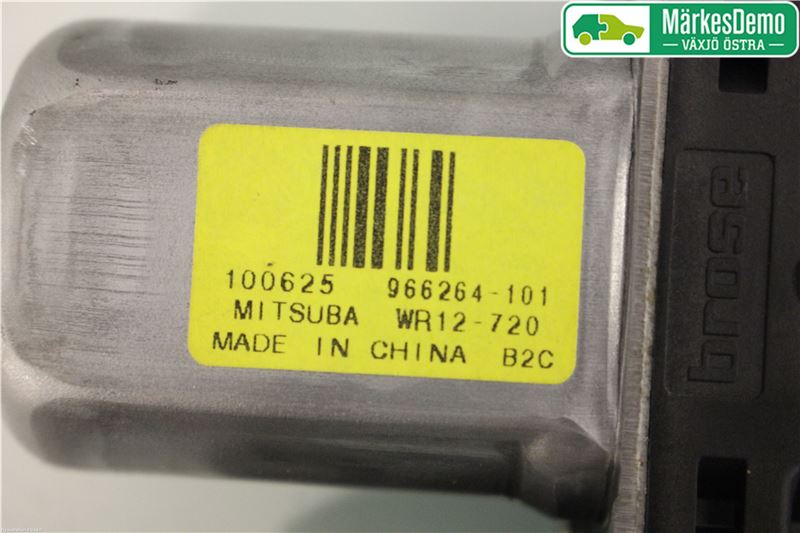 MärkesDemo
VÄXJÖ ÖSTRA
100625 966264-101
MITSUBA WR12-720
MADE IN CHINA B2C
brose